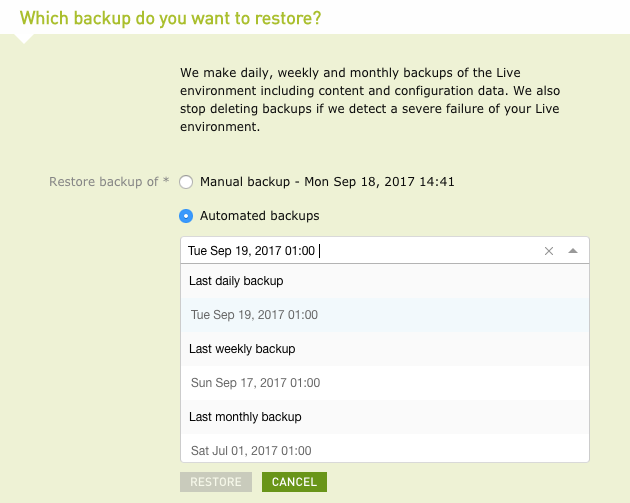 Which backup do you want to restore?
We make daily, weekly and monthly backups of the Live
environment including content and configuration data. We also
stop deleting backups if we detect a severe failure of your Live
environment.
Restore backup of * Manual backup - Mon Sep 18, 2017 14:41
Automated backups
Tue Sep 19, 2017 01:00
Last daily backup
Tue Sep 19, 2017 01:00
Last weekly backup
Sun Sep 17, 2017 01:00
Last monthly backup
Sat Jul 01, 2017 01:00
RESTORE CANCEL